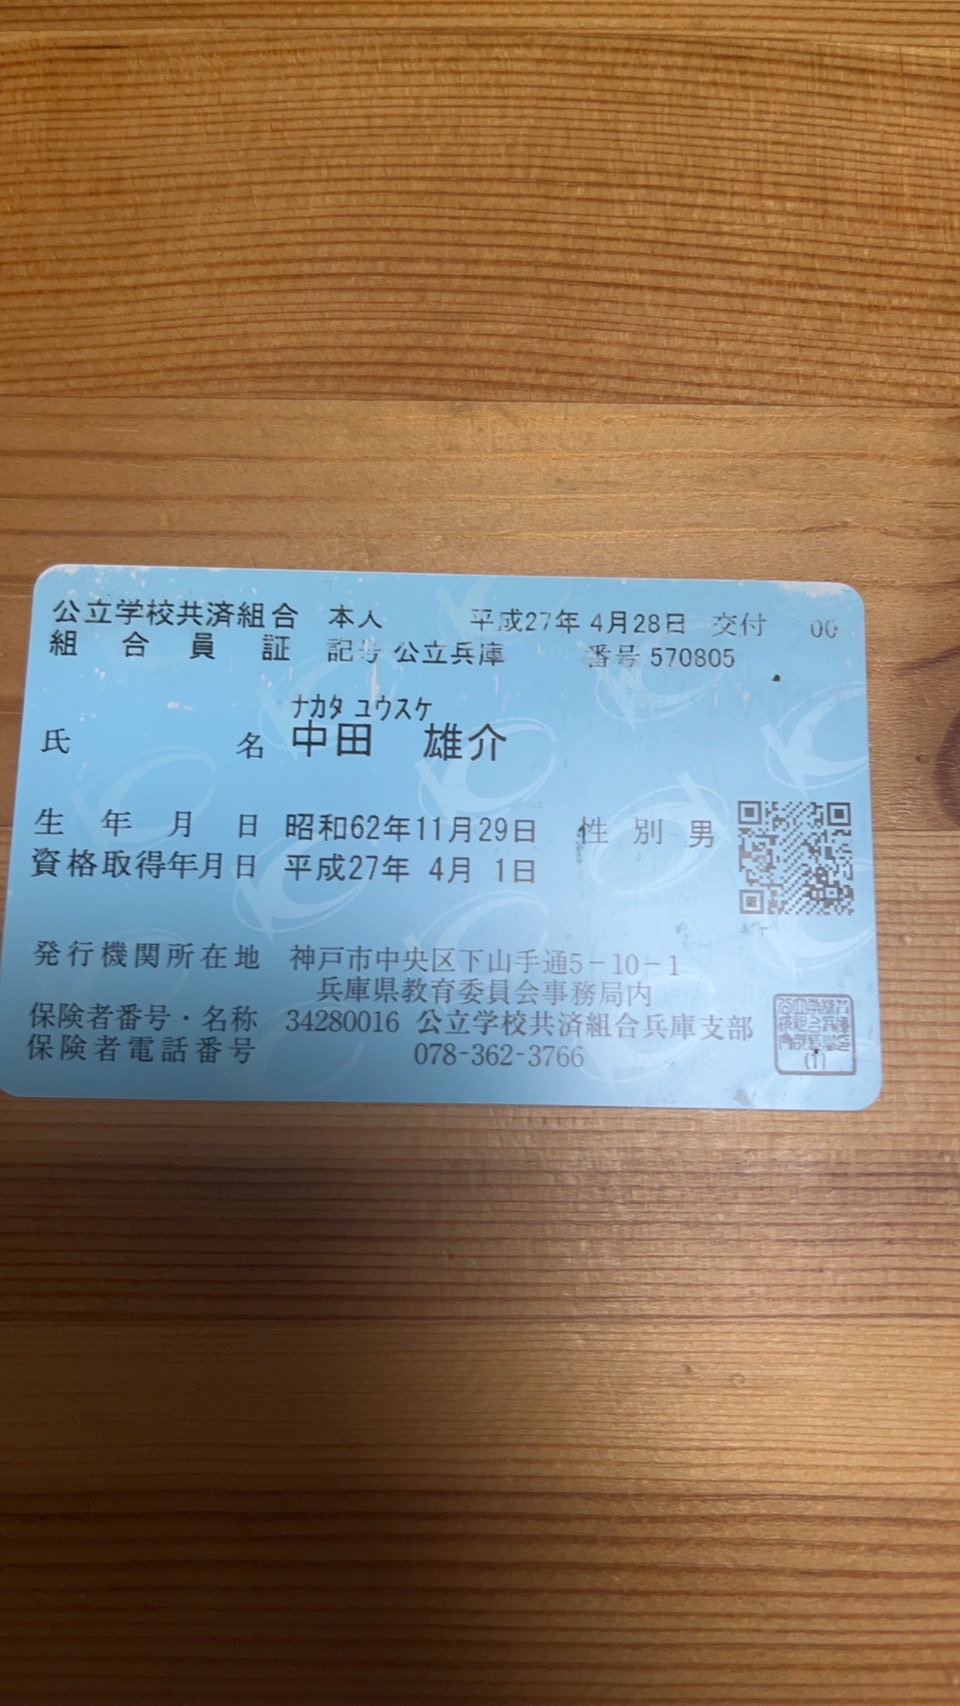 公立学校共済組合 本人 平成27年 4月28日 交付 00
組合員証 記号 公立兵庫 番号 570805
ナカタ ユウスケ
氏名 中田 雄介
生年月日 昭和62年11月29日 性別 男
資格取得年月日 平成27年 4月 1日
発行機関所在地 神戸市中央区下山手通5-10-1
兵庫県教育委員会事務局内
保険者番号・名称 34280016 公立学校共済組合兵庫支部
保険者電話番号 078-362-3766